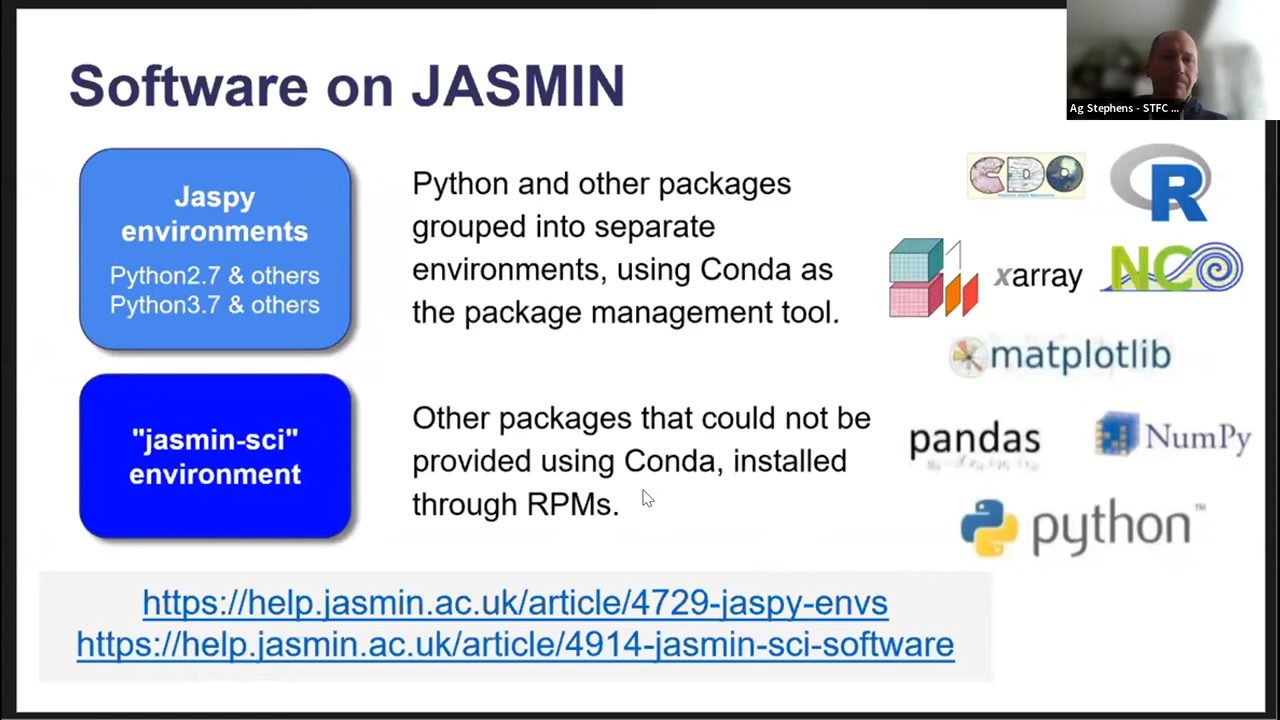 Software on JASMIN
Ag Stephens - STFC ...
Jaspy
environments
Python2.7 & others
Python3.7 & others
Python and other packages
grouped into separate
environments, using Conda as
the package management tool.
CDO
R
xarray
NCO
matplotlib
pandas
NumPy
python™
"jasmin-sci"
environment
Other packages that could not be
provided using Conda, installed
through RPMs.
https://help.jasmin.ac.uk/article/4729-jaspy-envs
https://help.jasmin.ac.uk/article/4914-jasmin-sci-software